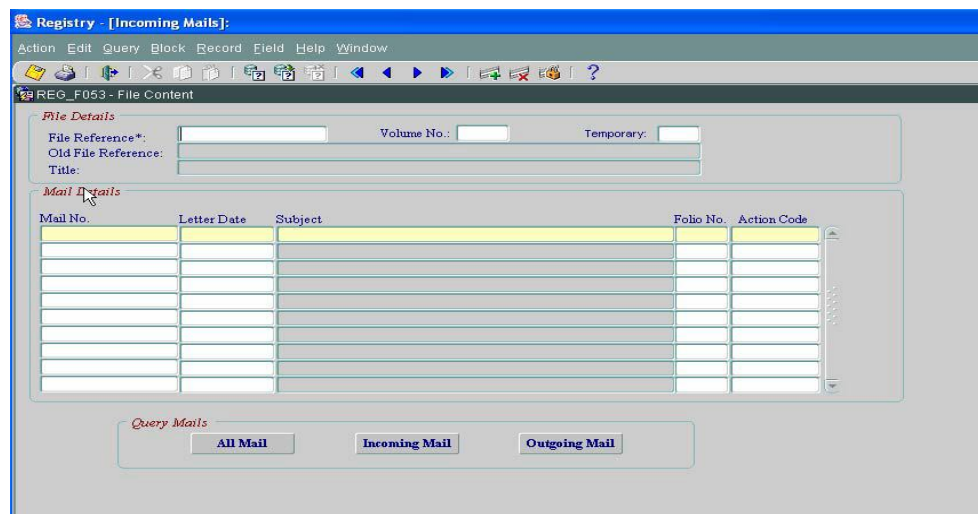 Registry - [Incoming Mails]:
Action Edit Query Block Record Field Help Window
REG_F053 - File Content
File Details
File Reference*: Volume No.: Temporary:
Old File Reference:
Title:
Mail Details
Mail No. Letter Date Subject Folio No. Action Code
Query Mails
All Mail Incoming Mail Outgoing Mail